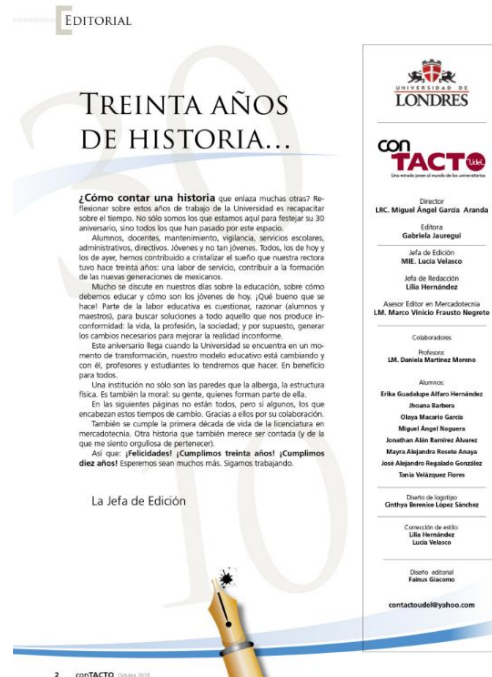 EDITORIAL
TREINTA AÑOS
DE HISTORIA...
¿Cómo contar una historia que enlaza muchas otras? Re-
flexionar sobre estos años de trabajo de la Universidad es recapacitar
sobre el tiempo. No sólo somos los que estamos aquí para festejar su 30
aniversario, sino todos los que han pasado por este espacio.
Alumnos, docentes, mantenimiento, vigilancia, servicios escolares,
administrativos, directivos. Jóvenes y no tan jóvenes. Todos, los de hoy y
los de ayer, hemos contribuido a cristalizar el sueño que nuestra rectora
tuvo hace treinta años: una labor de servicio, contribuir a la formación
de las nuevas generaciones de mexicanos.
Mucho se discute en nuestros días sobre la educación, sobre cómo
debemos educar y cómo son los jóvenes de hoy. ¡Qué bueno que se
hace! Parte de la labor educativa es cuestionar, razonar (alumnos y
maestros), para buscar soluciones a todo aquello que nos produce in-
conformidad: la vida, la profesión, la sociedad; y por supuesto, generar
los cambios necesarios para mejorar la realidad inconforme.
Este aniversario llega cuando la Universidad se encuentra en un mo-
mento de transformación, nuestro modelo educativo está cambiando y
con él, profesores y estudiantes lo tendremos que hacer. En beneficio
para todos.
Una institución no sólo son las paredes que la alberga, la estructura
física. Es también la moral: su gente, quienes forman parte de ella.
En las siguientes páginas no están todos, pero sí algunos, los que
encabezan estos tiempos de cambio. Gracias a ellos por su colaboración.
También se cumple la primera década de vida de la licenciatura en
mercadotecnia. Otra historia que también merece ser contada (y de la
que me siento orgullosa de pertenecer).
Así que: ¡Felicidades! ¡Cumplimos treinta años! ¡Cumplimos
diez años! Esperemos sean muchos más. Sigamos trabajando.
La Jefa de Edición
30
10
2 conTACTO Octubre 2010
UNIVERSIDAD DE
LONDRES
con
TACTO
UdeL
Una mirada joven al mundo de los universitarios
Director
LRC. Miguel Ángel García Aranda
Editora
Gabriela Jauregui
Jefa de Edición
MIE. Lucía Velasco
Jefa de Redacción
Lilia Hernández
Asesor Editor en Mercadotecnia
LM. Marco Vinicio Frausto Negrete
Colaboradores
Profesora:
LM. Daniela Martínez Moreno
Alumnos:
Erika Guadalupe Alfaro Hernández
Jhoana Barbera
Olaya Macario García
Miguel Ángel Noguera
Jonathan Alán Ramírez Álvarez
Mayra Alejandra Rosete Anaya
José Alejandro Regalado González
Tania Velázquez Flores
Diseño de logotipo
Cinthya Berenice López Sánchez
Corrección de estilo:
Lilia Hernández
Lucía Velasco
Diseño editorial
Fainus Giacomo
contactoudel@yahoo.com